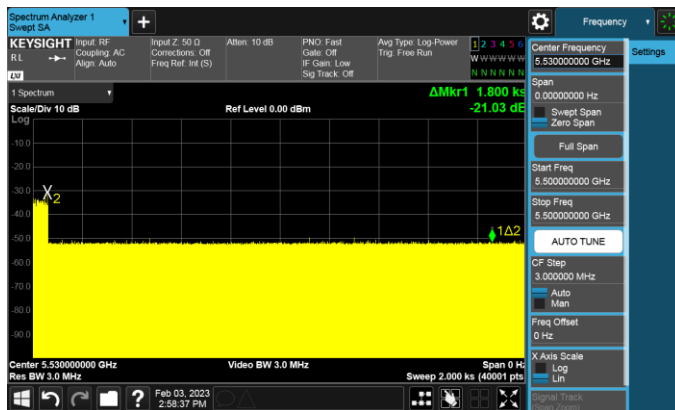 Spectrum Analyzer 1
Swept SA
Frequency
KEYSIGHT
RL
LXI
Input: RF
Coupling: AC
Align: Auto
Input Z: 50 Ω
Corrections: Off
Freq Ref: Int (S)
Atten: 10 dB
PNO: Fast
Gate: Off
IF Gain: Low
Sig Track: Off
Avg Type: Log-Power
Trig: Free Run
1 2 3 4 5 6
W W W W W W
N N N N N N
1 Spectrum
Scale/Div 10 dB
Log
Ref Level 0.00 dBm
ΔMkr1 1.800 ks
-21.03 dB
-10.0
-20.0
-30.0
-40.0
-50.0
-60.0
-70.0
-80.0
-90.0
X2
1Δ2
Center 5.530000000 GHz
Res BW 3.0 MHz
Video BW 3.0 MHz
Span 0 Hz
Sweep 2.000 ks (40001 pts)
Feb 03, 2023
2:58:37 PM
?
Settings
Center Frequency
5.530000000 GHz
Span
0.00000000 Hz
Swept Span
Zero Span
Full Span
Start Freq
5.500000000 GHz
Stop Freq
5.500000000 GHz
AUTO TUNE
CF Step
3.000000 MHz
Auto
Man
Freq Offset
0 Hz
X Axis Scale
Log
Lin
Signal Track
(Span Zoom)